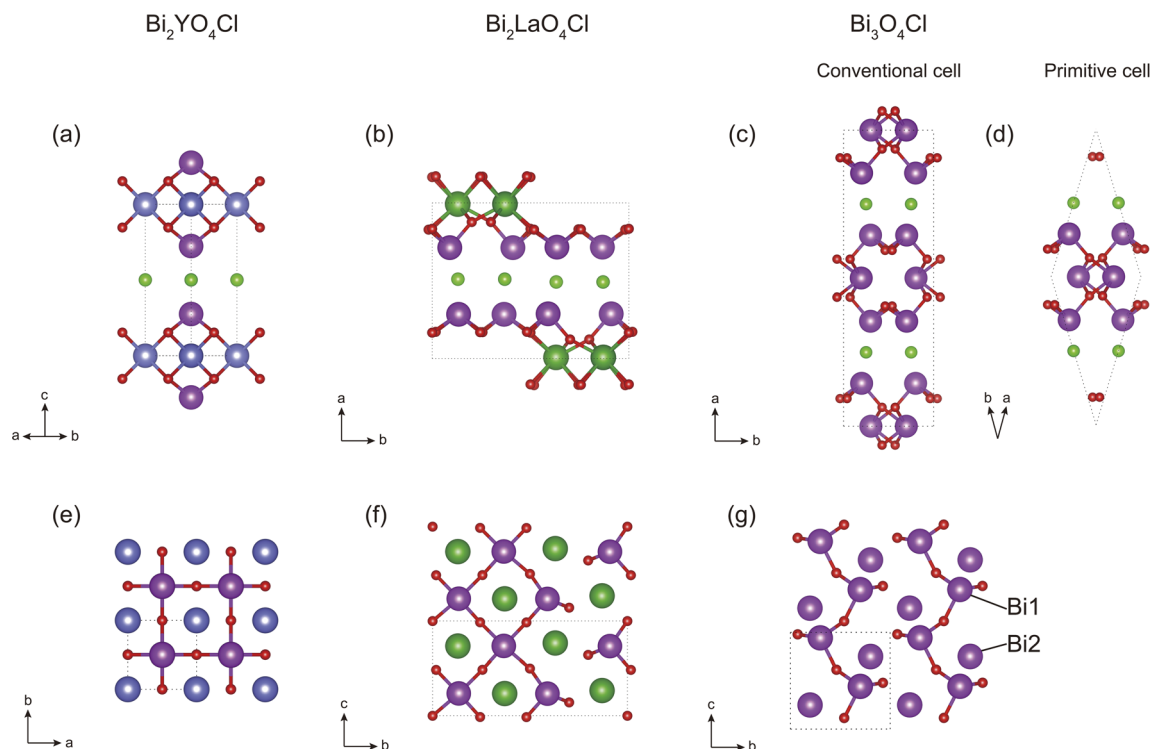 Bi₂YO₄Cl
Bi₂LaO₄Cl
Bi₃O₄Cl
Conventional cell
Primitive cell
(a)
(b)
(c)
(d)
c
a
b
a
b
a
b
b
a
(e)
(f)
(g)
Bi1
Bi2
b
a
c
b
c
b